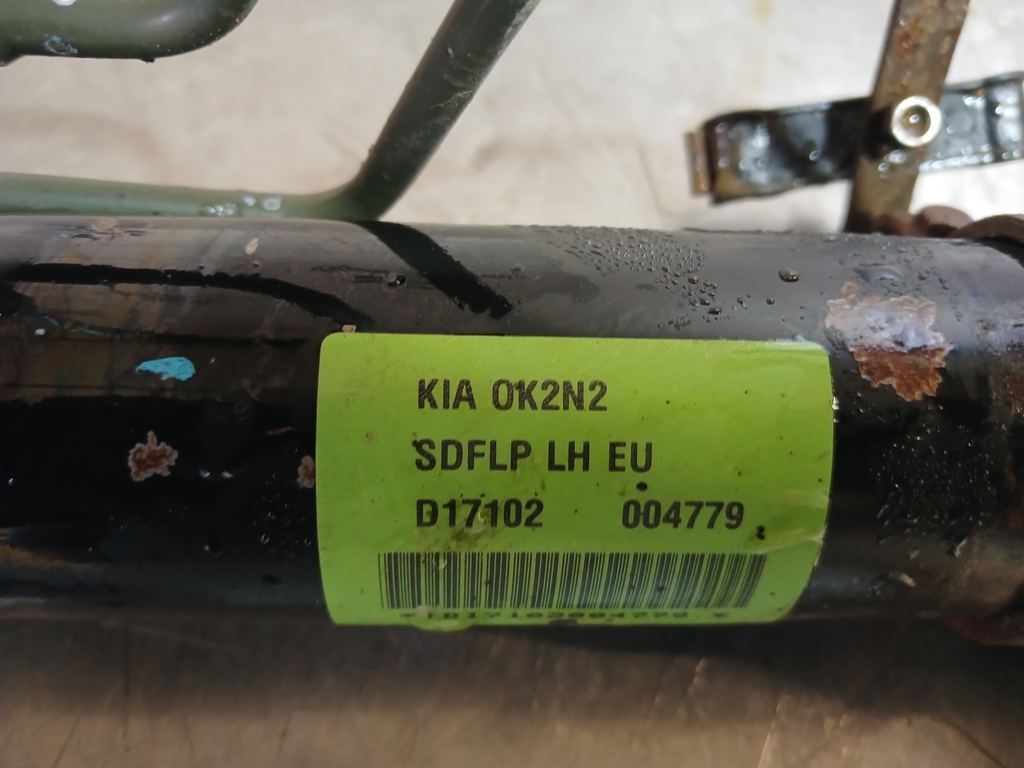 KIA 0K2N2
SDFLP LH EU
D17102 004779